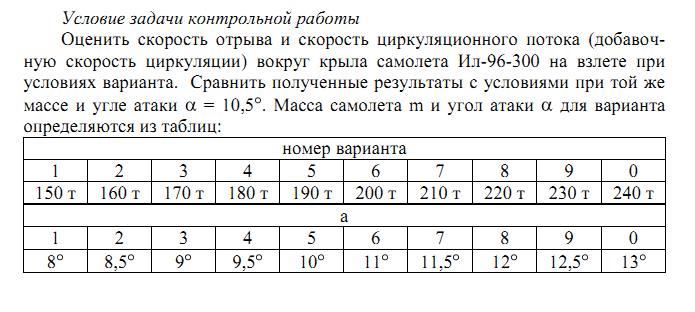 Условие задачи контрольной работы
Оценить скорость отрыва и скорость циркуляционного потока (добавоч-
ную скорость циркуляции) вокруг крыла самолета Ил-96-300 на взлете при
условиях варианта. Сравнить полученные результаты с условиями при той же
массе и угле атаки α = 10,5°. Масса самолета m и угол атаки α для варианта
определяются из таблиц:
номер варианта
1 2 3 4 5 6 7 8 9 0
150 т 160 т 170 т 180 т 190 т 200 т 210 т 220 т 230 т 240 т
а
1 2 3 4 5 6 7 8 9 0
8° 8,5° 9° 9,5° 10° 11° 11,5° 12° 12,5° 13°